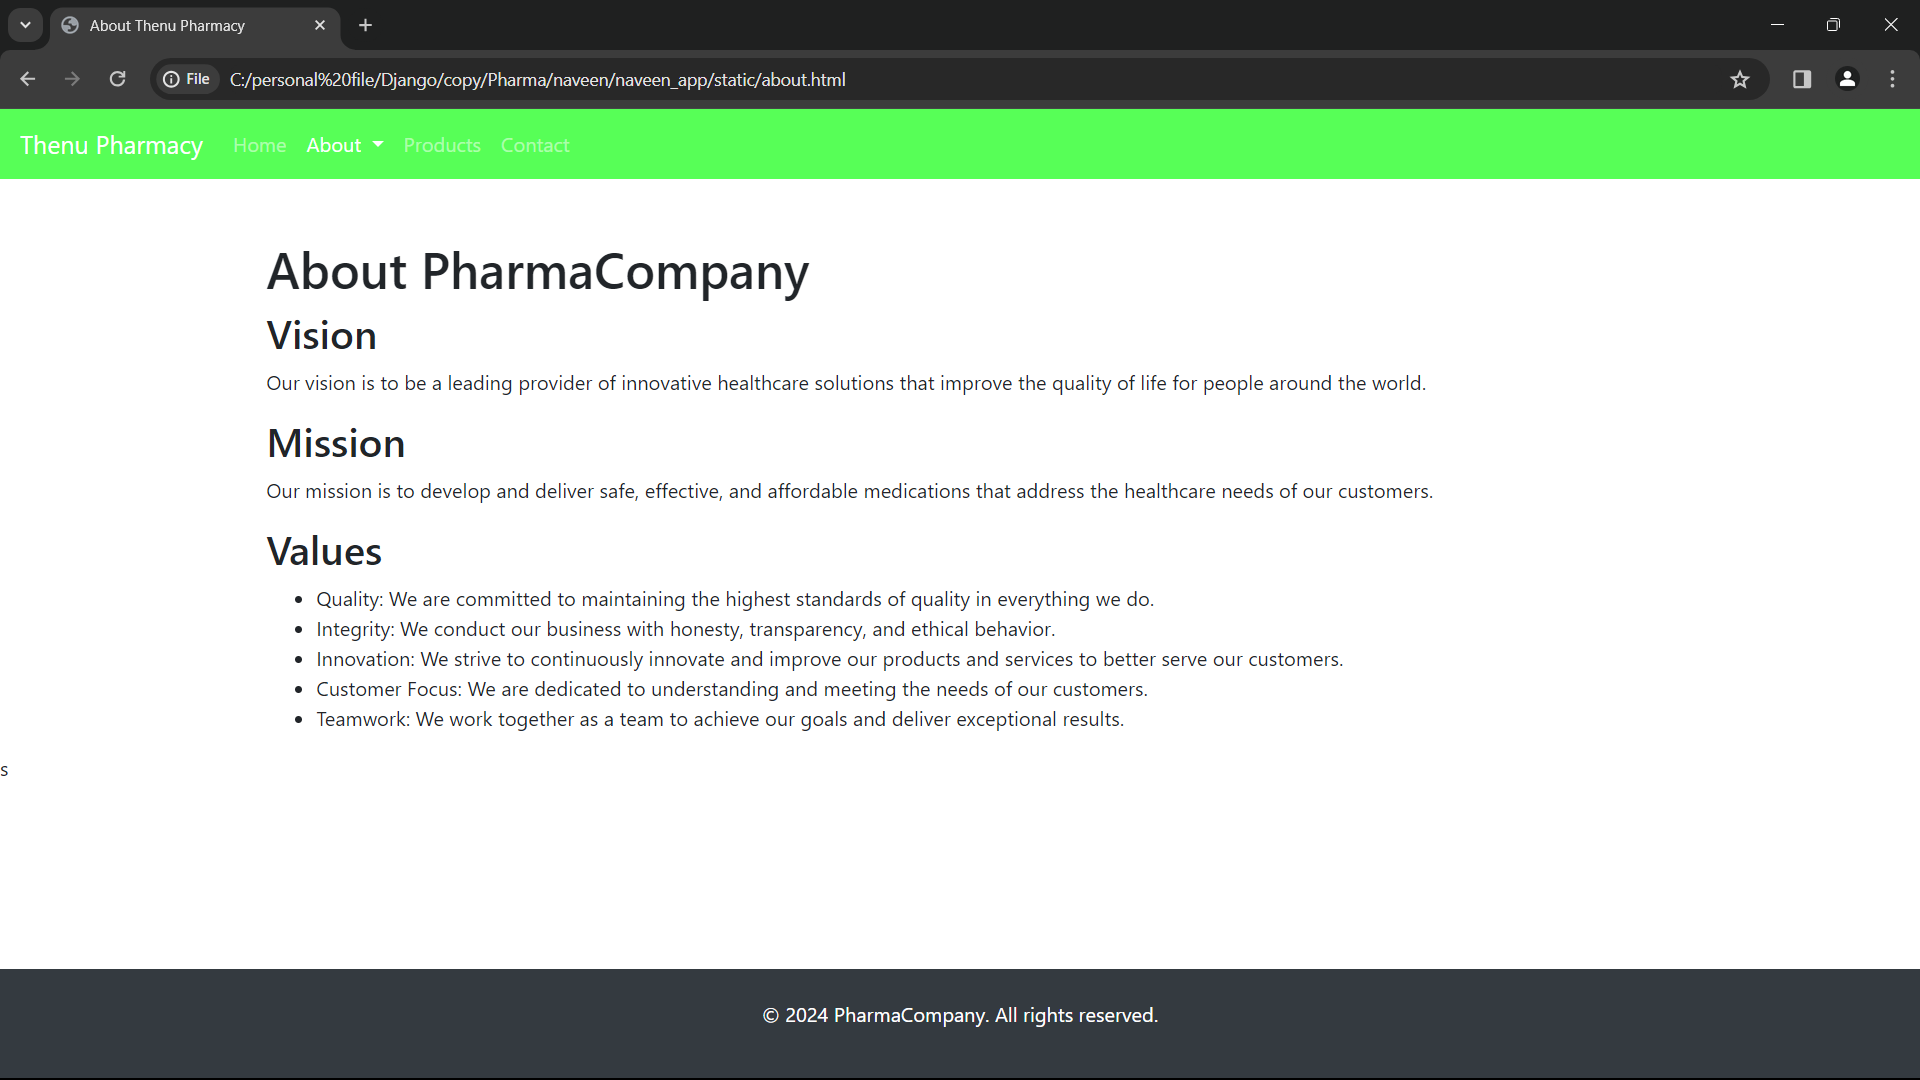 About Thenu Pharmacy
File C:/personal%20file/Django/copy/Pharma/naveen/naveen_app/static/about.html
Thenu Pharmacy Home About Products Contact
About PharmaCompany
Vision
Our vision is to be a leading provider of innovative healthcare solutions that improve the quality of life for people around the world.
Mission
Our mission is to develop and deliver safe, effective, and affordable medications that address the healthcare needs of our customers.
Values
• Quality: We are committed to maintaining the highest standards of quality in everything we do.
• Integrity: We conduct our business with honesty, transparency, and ethical behavior.
• Innovation: We strive to continuously innovate and improve our products and services to better serve our customers.
• Customer Focus: We are dedicated to understanding and meeting the needs of our customers.
• Teamwork: We work together as a team to achieve our goals and deliver exceptional results.
s
© 2024 PharmaCompany. All rights reserved.